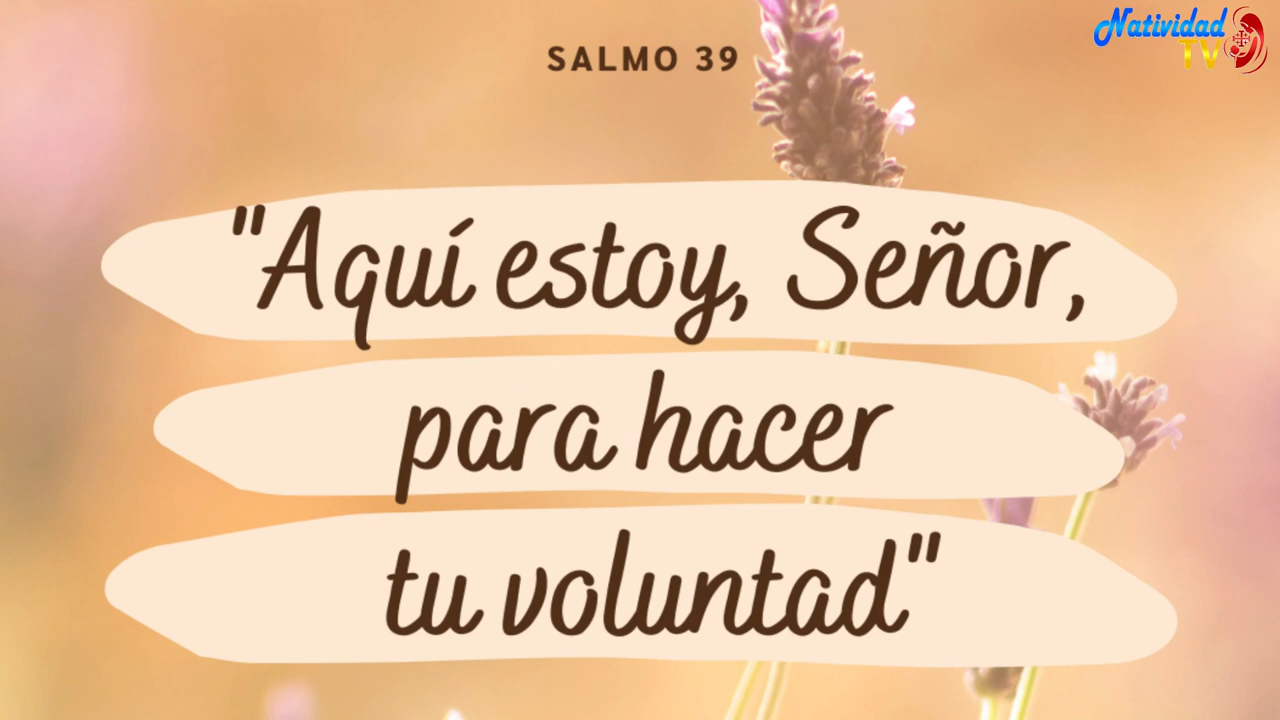 Natividad
TV
SALMO 39
"Aquí estoy, Señor,
para hacer
tu voluntad"